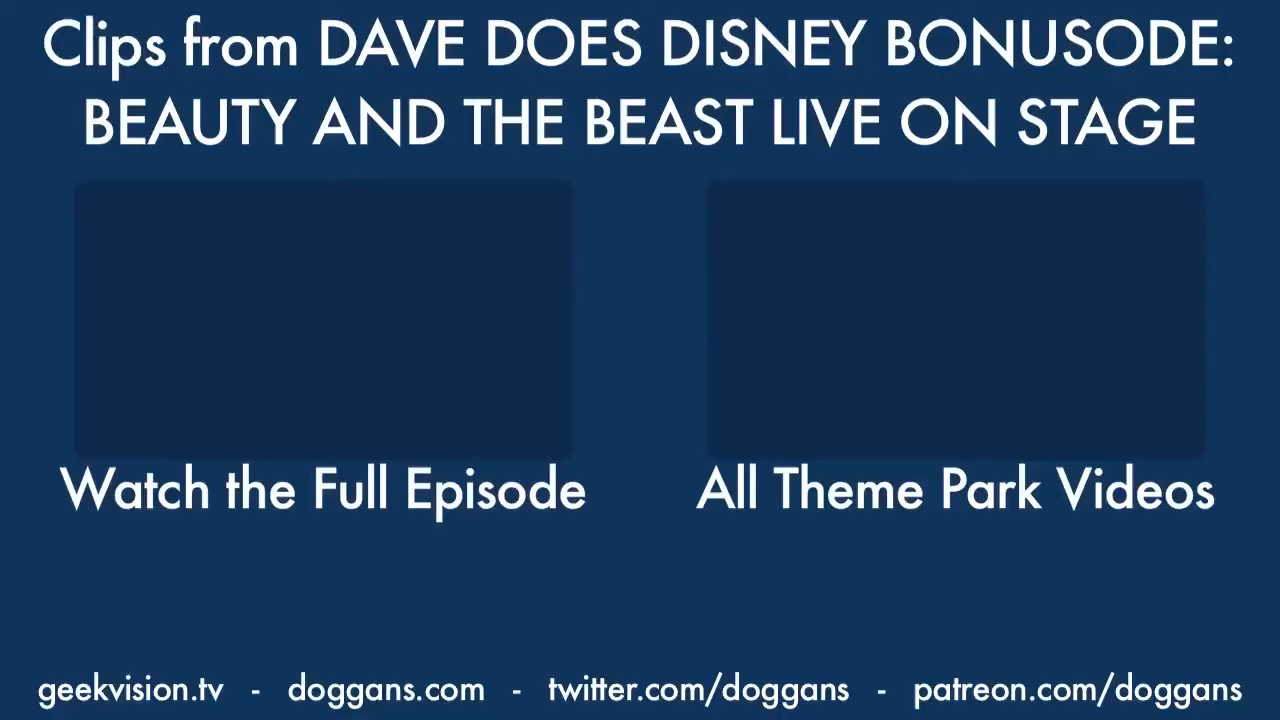 Clips from DAVE DOES DISNEY BONUSODE:
BEAUTY AND THE BEAST LIVE ON STAGE
Watch the Full Episode
All Theme Park Videos
geekvision.tv - doggans.com - twitter.com/doggans - patreon.com/doggans